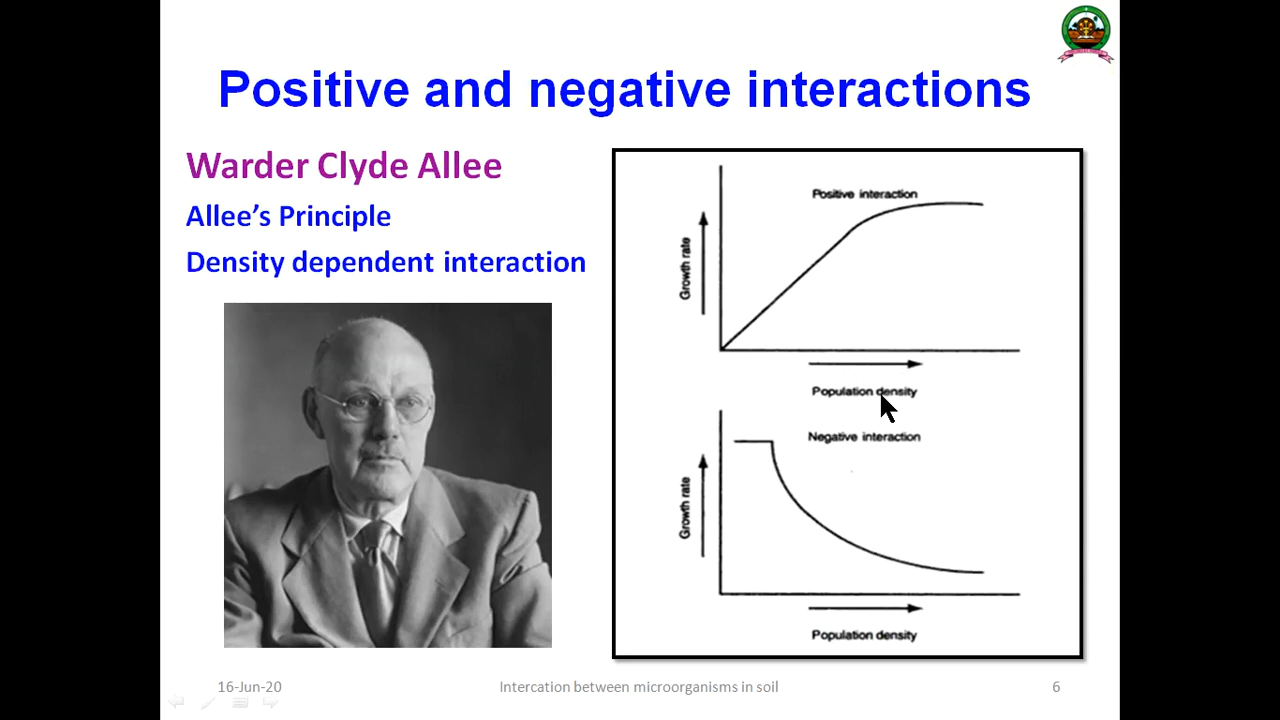 Positive and negative interactions
Warder Clyde Allee
Allee’s Principle
Density dependent interaction
Positive interaction
Growth rate
Population density
Negative interaction
Growth rate
Population density
16-Jun-20
Intercation between microorganisms in soil
6